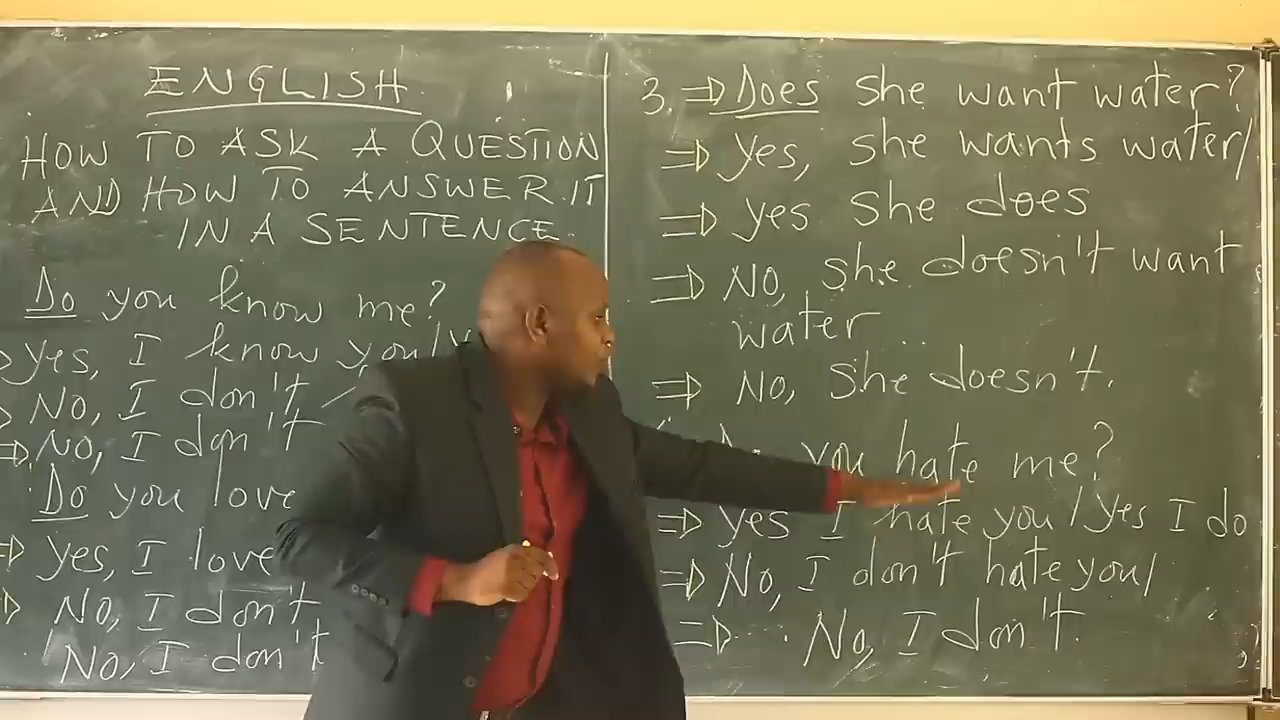 ENGLISH
HOW TO ASK A QUESTION
AND HOW TO ANSWER IT
IN A SENTENCE.
Do you know me?
yes, I know you/
NO, I don't
NO, I don't
Do you love
yes, I love
NO, I don't
NO, I don't
3. ⇒ Does she want water?
⇒ yes, she wants water/
⇒ yes she does
⇒ NO, she doesn't want
water ..
⇒ NO, she doesn't.
you hate me?
⇒ yes I hate you/yes I do
⇒ NO, I don't hate you/
⇒ No, I don't.